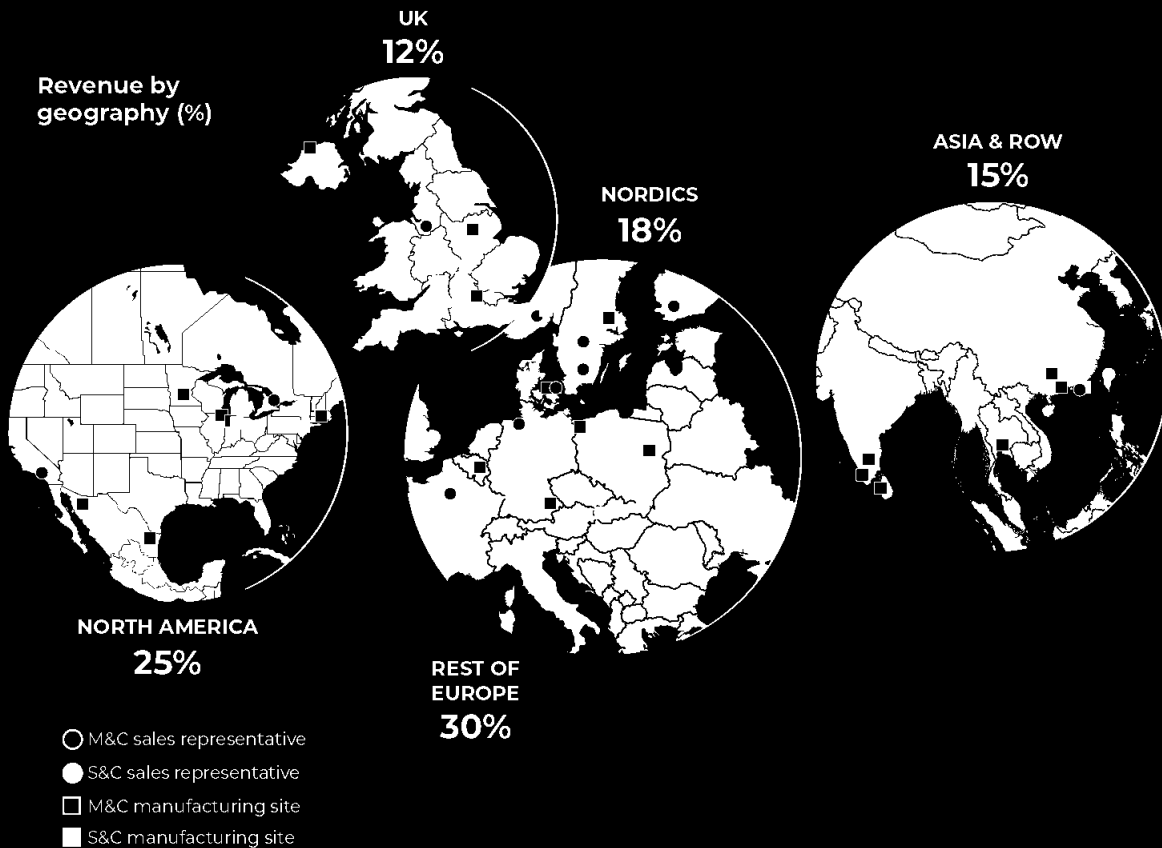 UK
12%
Revenue by
geography (%)
ASIA & ROW
15%
NORDICS
18%
NORTH AMERICA
25%
REST OF
EUROPE
30%
M&C sales representative
S&C sales representative
M&C manufacturing site
S&C manufacturing site